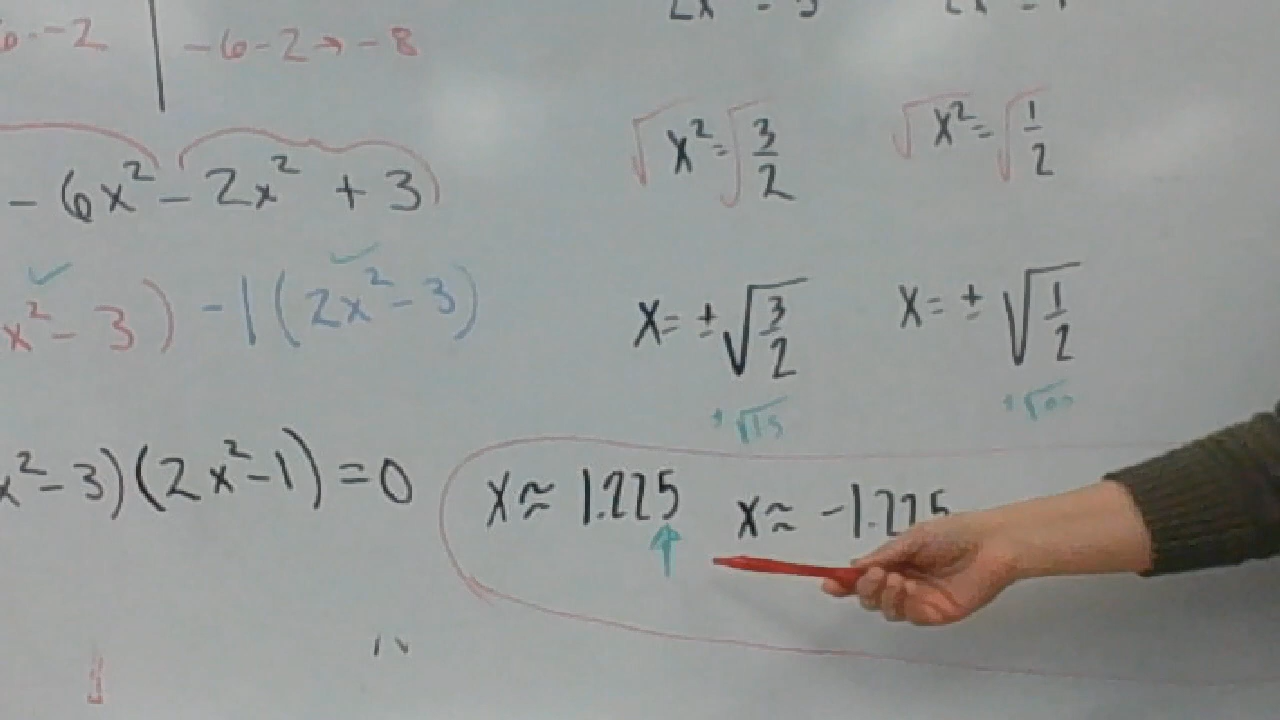 -2 | -6-2→-8
- 6x² - 2x² + 3
x² - 3) -1(2x² - 3)
x² - 3)(2x² - 1) = 0
√x² = √3/2
√x² = √1/2
x = ± √3/2
x = ± √1/2
x ≈ 1.225 x ≈ -1.225